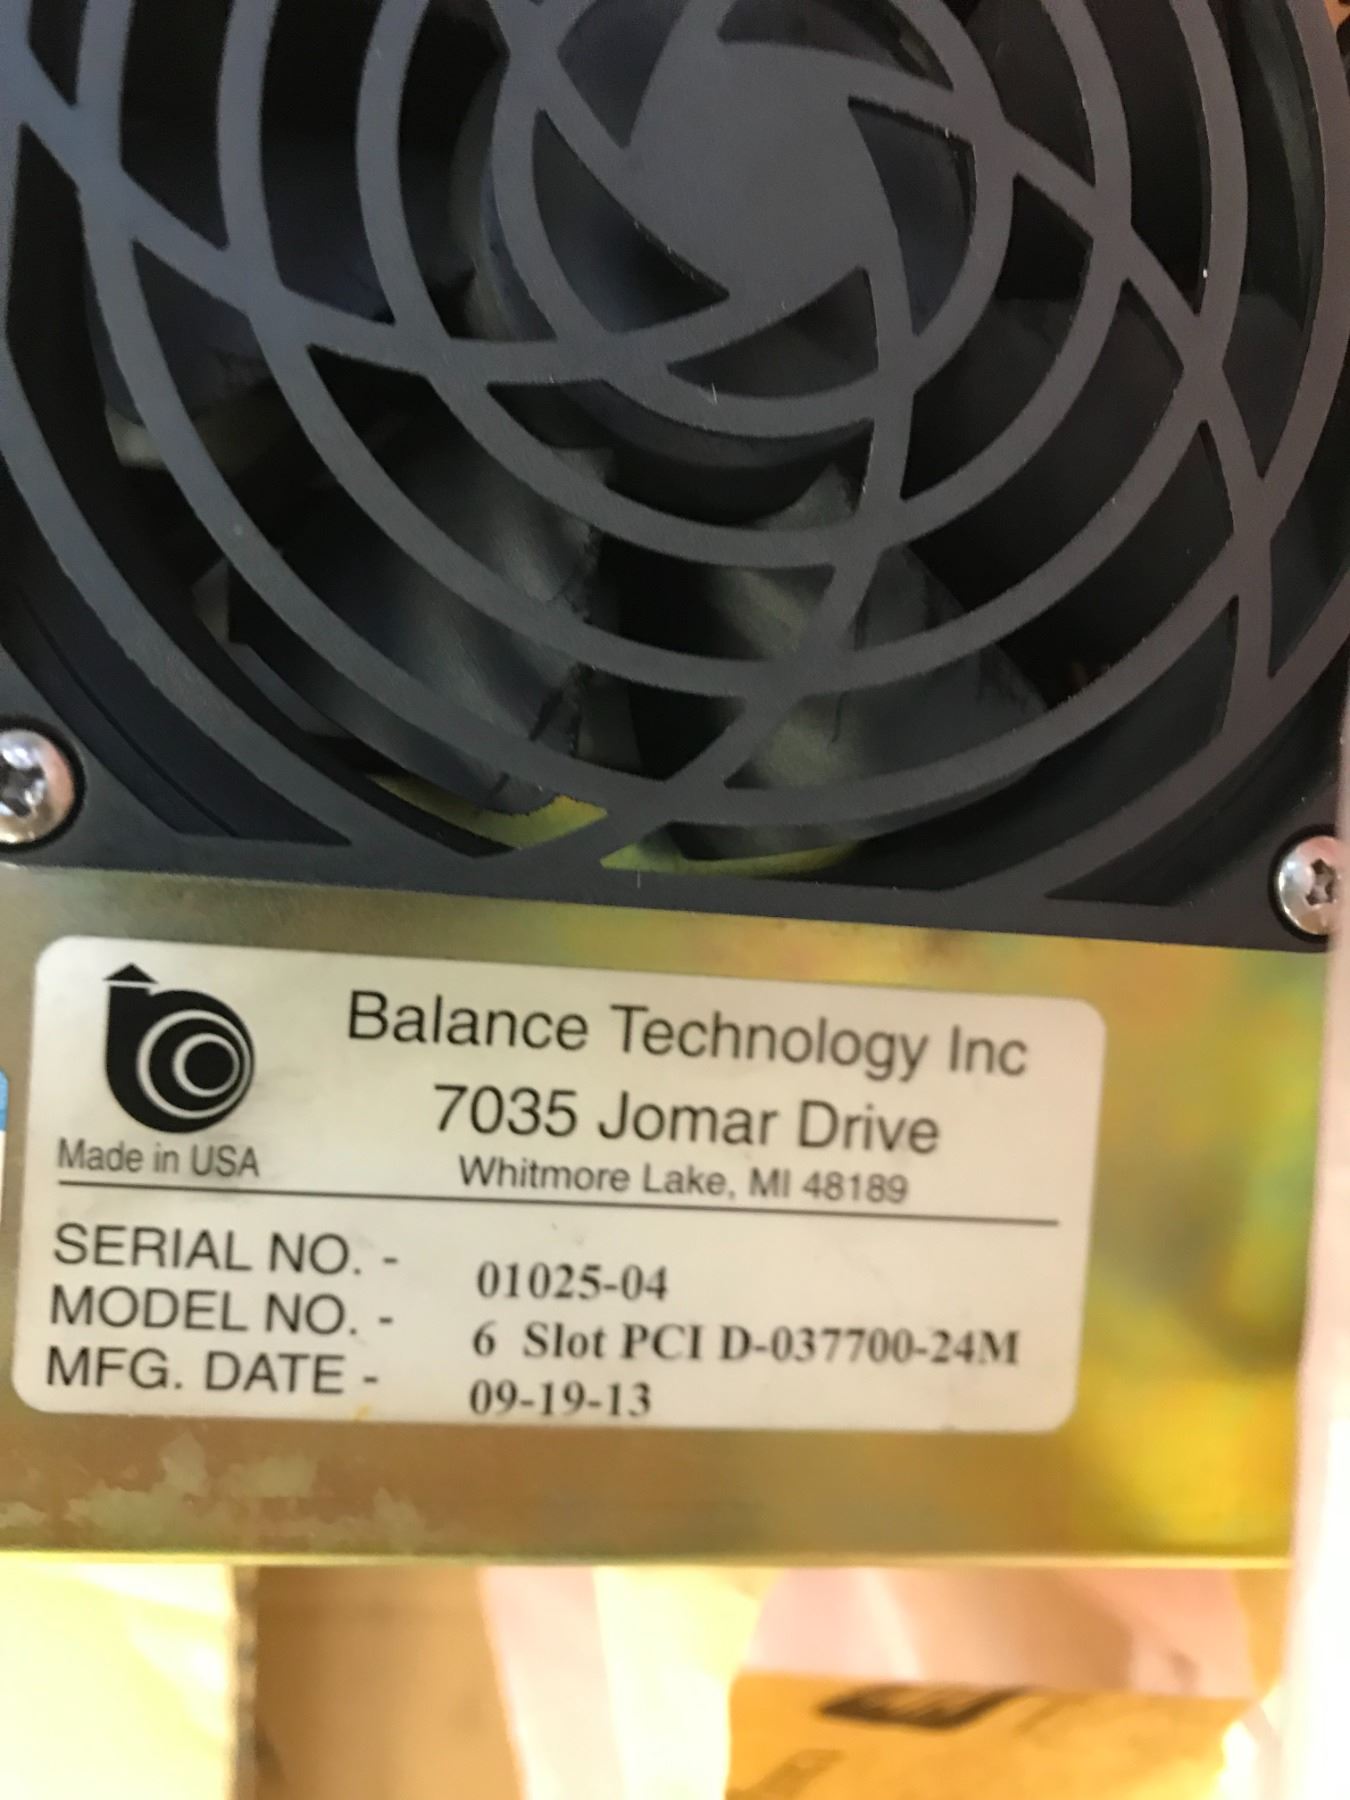 Balance Technology Inc
7035 Jomar Drive
Made in USA
Whitmore Lake, MI 48189
SERIAL NO. - 01025-04
MODEL NO. - 6 Slot PCI D-037700-24M
MFG. DATE - 09-19-13